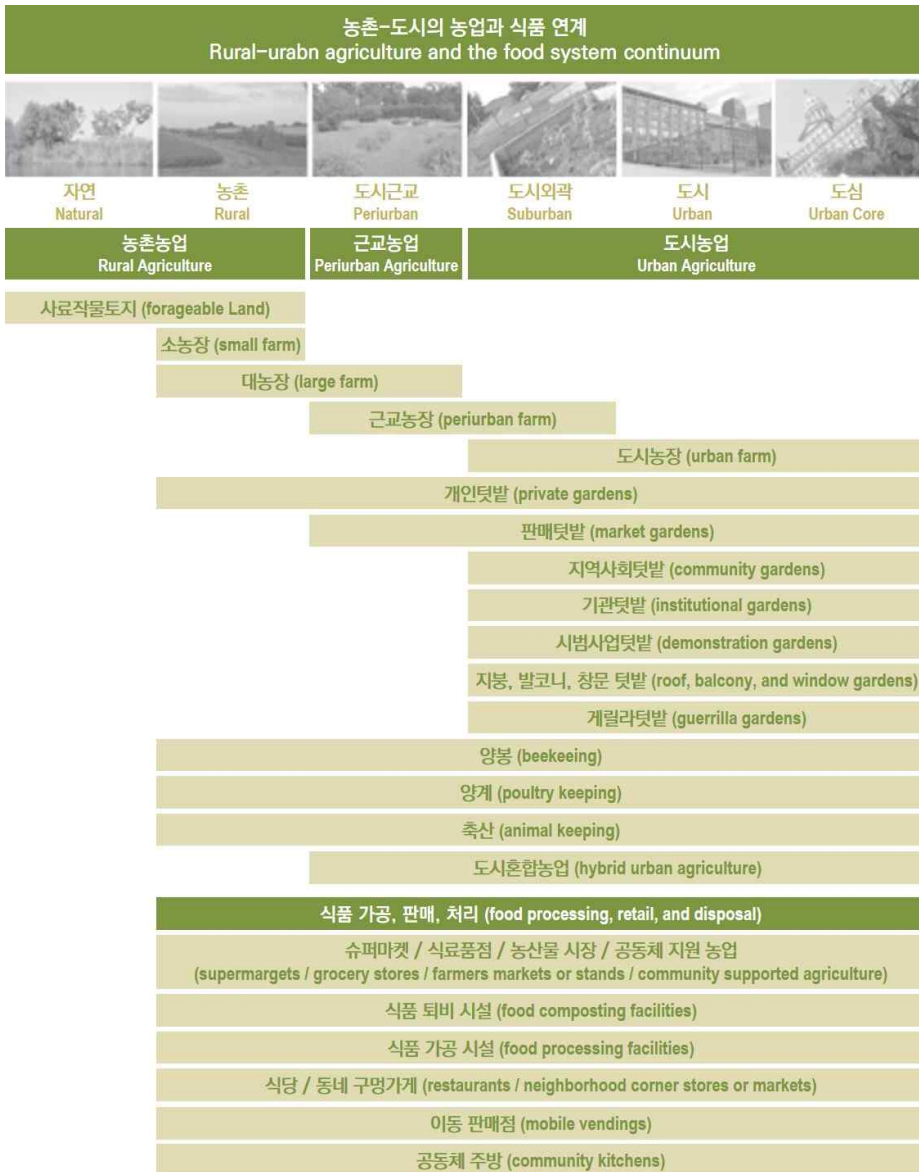 농촌-도시의 농업과 식품 연계
Rural-urabn agriculture and the food system continuum
자연
Natural
농촌
Rural
도시근교
Periurban
도시외곽
Suburban
도시
Urban
도심
Urban Core
농촌농업
Rural Agriculture
근교농업
Periurban Agriculture
도시농업
Urban Agriculture
사료작물토지 (forageable Land)
소농장 (small farm)
대농장 (large farm)
근교농장 (periurban farm)
도시농장 (urban farm)
개인텃밭 (private gardens)
판매텃밭 (market gardens)
지역사회텃밭 (community gardens)
기관텃밭 (institutional gardens)
시범사업텃밭 (demonstration gardens)
지붕, 발코니, 창문 텃밭 (roof, balcony, and window gardens)
게릴라텃밭 (guerrilla gardens)
양봉 (beekeeing)
양계 (poultry keeping)
축산 (animal keeping)
도시혼합농업 (hybrid urban agriculture)
식품 가공, 판매, 처리 (food processing, retail, and disposal)
슈퍼마켓 / 식료품점 / 농산물 시장 / 공동체 지원 농업
(supermargets / grocery stores / farmers markets or stands / community supported agriculture)
식품 퇴비 시설 (food composting facilities)
식품 가공 시설 (food processing facilities)
식당 / 동네 구멍가게 (restaurants / neighborhood corner stores or markets)
이동 판매점 (mobile vendings)
공동체 주방 (community kitchens)